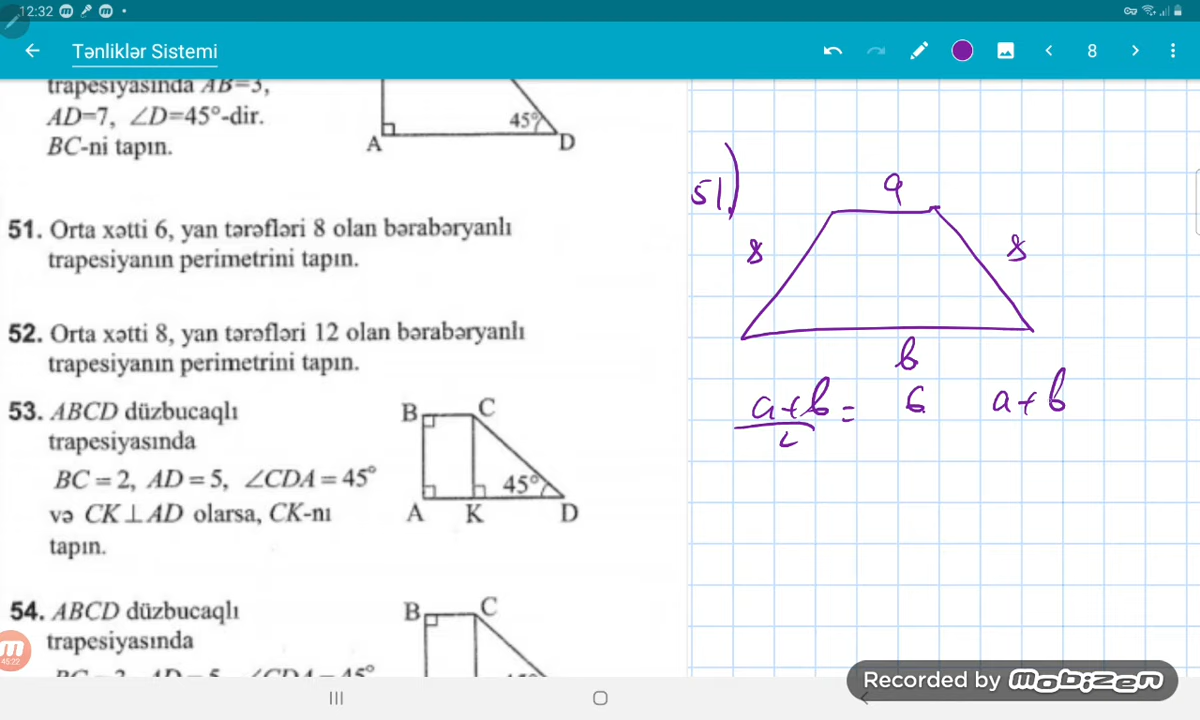 12:32
Tənliklər Sistemi
8
trapesiyasında AB=3,
AD=7, ∠D=45°-dir.
BC-ni tapın.
45°
A
D
51. Orta xətti 6, yan tərəfləri 8 olan bərabəryanlı
trapesiyanın perimetrini tapın.
52. Orta xətti 8, yan tərəfləri 12 olan bərabəryanlı
trapesiyanın perimetrini tapın.
53. ABCD düzbucaqlı
trapesiyasında
BC = 2, AD = 5, ∠CDA = 45°
və CK⊥AD olarsa, CK-nı
tapın.
B
C
45°
A
K
D
54. ABCD düzbucaqlı
trapesiyasında
B
C
51)
a
8
8
b
a+b = 6 a+b
2
45:22
Recorded by mobizen